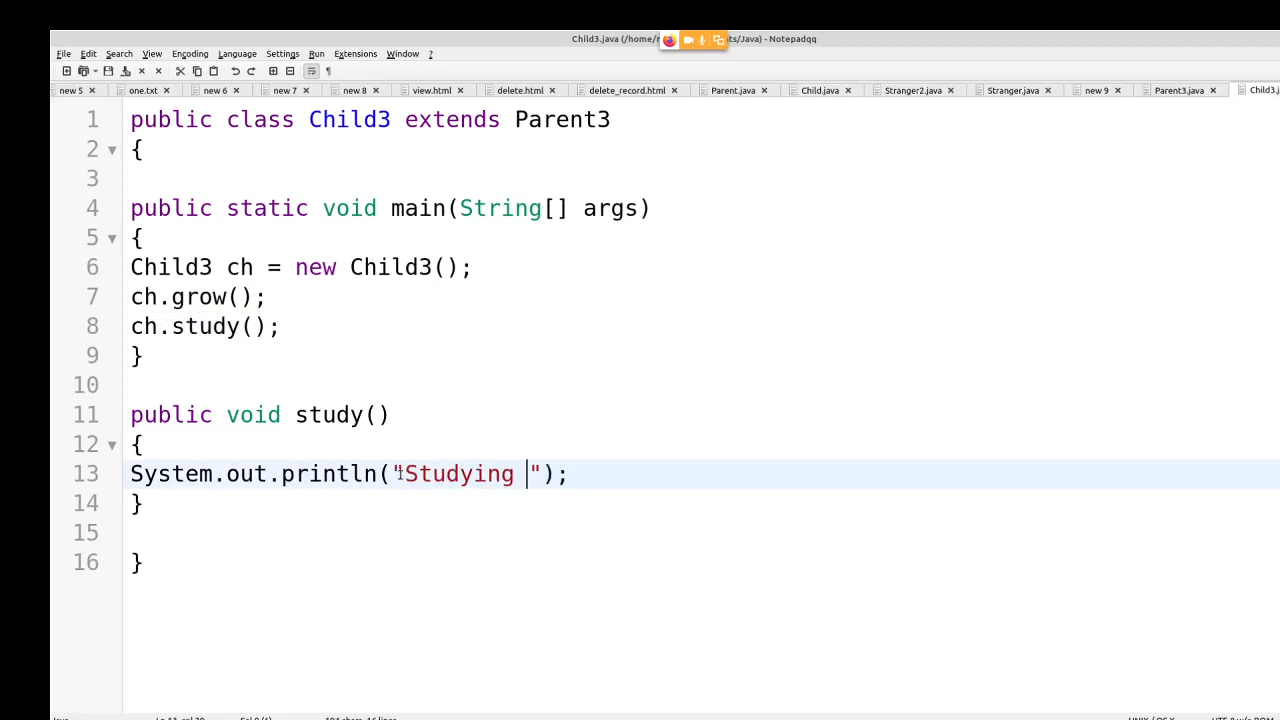 Child3.java (/home/ ts/Java) - Notepadqq
File Edit Search View Encoding Language Settings Run Extensions Window ?
new 5 one.txt new 6 new 7 new 8 view.html delete.html delete_record.html Parent.java Child.java Stranger2.java Stranger.java new 9 Parent3.java Child3.j
1 public class Child3 extends Parent3
2 {
3
4 public static void main(String[] args)
5 {
6 Child3 ch = new Child3();
7 ch.grow();
8 ch.study();
9 }
10
11 public void study()
12 {
13 System.out.println("Studying ");
14 }
15
16 }